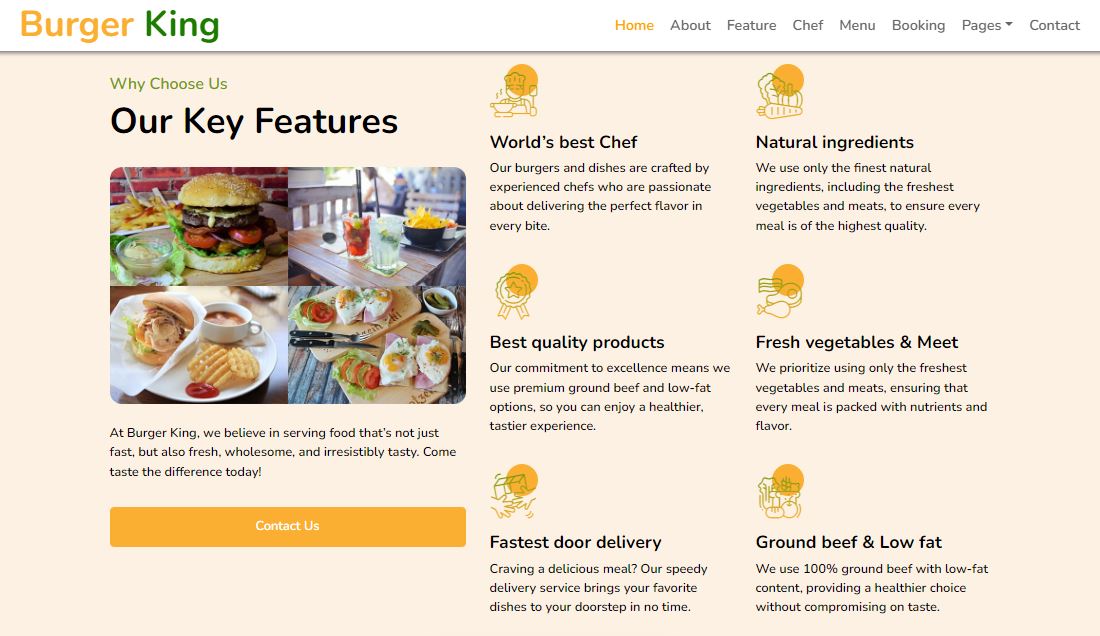 Burger King
Home About Feature Chef Menu Booking Pages Contact
Why Choose Us
Our Key Features
At Burger King, we believe in serving food that's not just
fast, but also fresh, wholesome, and irresistibly tasty. Come
taste the difference today!
Contact Us
World's best Chef
Our burgers and dishes are crafted by
experienced chefs who are passionate
about delivering the perfect flavor in
every bite.
Natural ingredients
We use only the finest natural
ingredients, including the freshest
vegetables and meats, to ensure every
meal is of the highest quality.
Best quality products
Our commitment to excellence means we
use premium ground beef and low-fat
options, so you can enjoy a healthier,
tastier experience.
Fresh vegetables & Meet
We prioritize using only the freshest
vegetables and meats, ensuring that
every meal is packed with nutrients and
flavor.
Fastest door delivery
Craving a delicious meal? Our speedy
delivery service brings your favorite
dishes to your doorstep in no time.
Ground beef & Low fat
We use 100% ground beef with low-fat
content, providing a healthier choice
without compromising on taste.